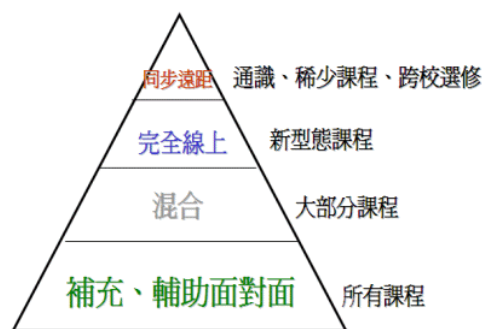 同步遠距 通識、稀少課程、跨校選修
完全線上 新型態課程
混合 大部分課程
補充、輔助面對面 所有課程